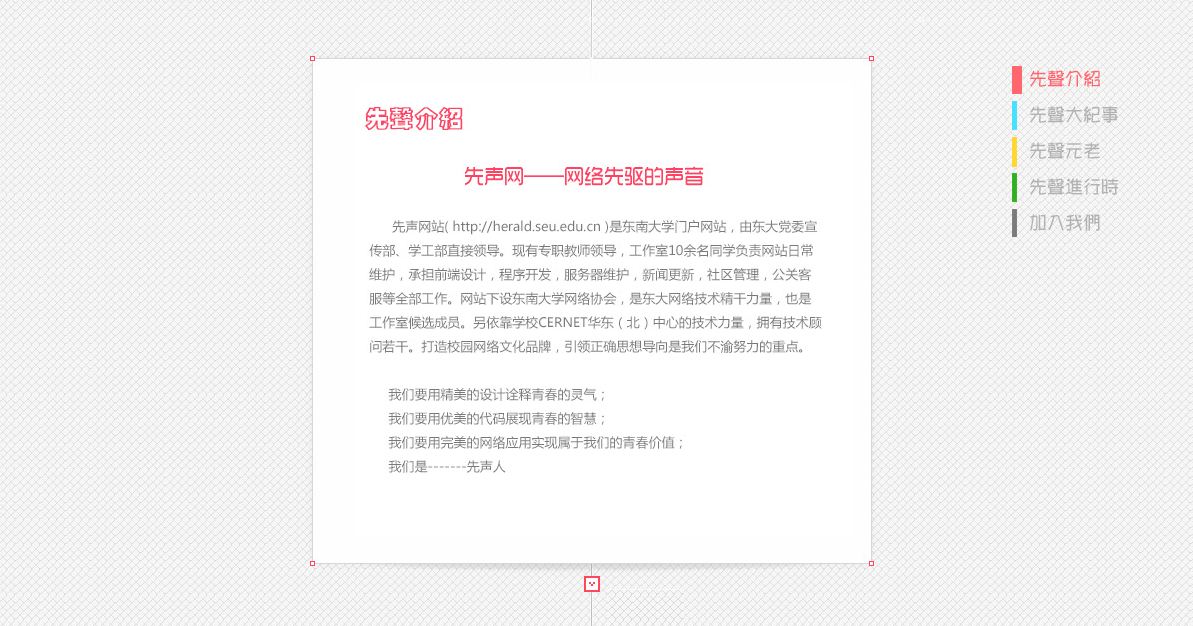 先聲介紹
先声网——网络先驱的声音
先声网站( http://herald.seu.edu.cn )是东南大学门户网站，由东大党委宣
传部、学工部直接领导。现有专职教师领导，工作室10余名同学负责网站日常
维护，承担前端设计，程序开发，服务器维护，新闻更新，社区管理，公关客
服等全部工作。网站下设东南大学网络协会，是东大网络技术精干力量，也是
工作室候选成员。另依靠学校CERNET华东（北）中心的技术力量，拥有技术顾
问若干。打造校园网络文化品牌，引领正确思想导向是我们不渝努力的重点。
我们要用精美的设计诠释青春的灵气；
我们要用优美的代码展现青春的智慧；
我们要用完美的网络应用实现属于我们的青春价值；
我们是-------先声人
先聲介紹
先聲大紀事
先聲元老
先聲進行時
加入我們